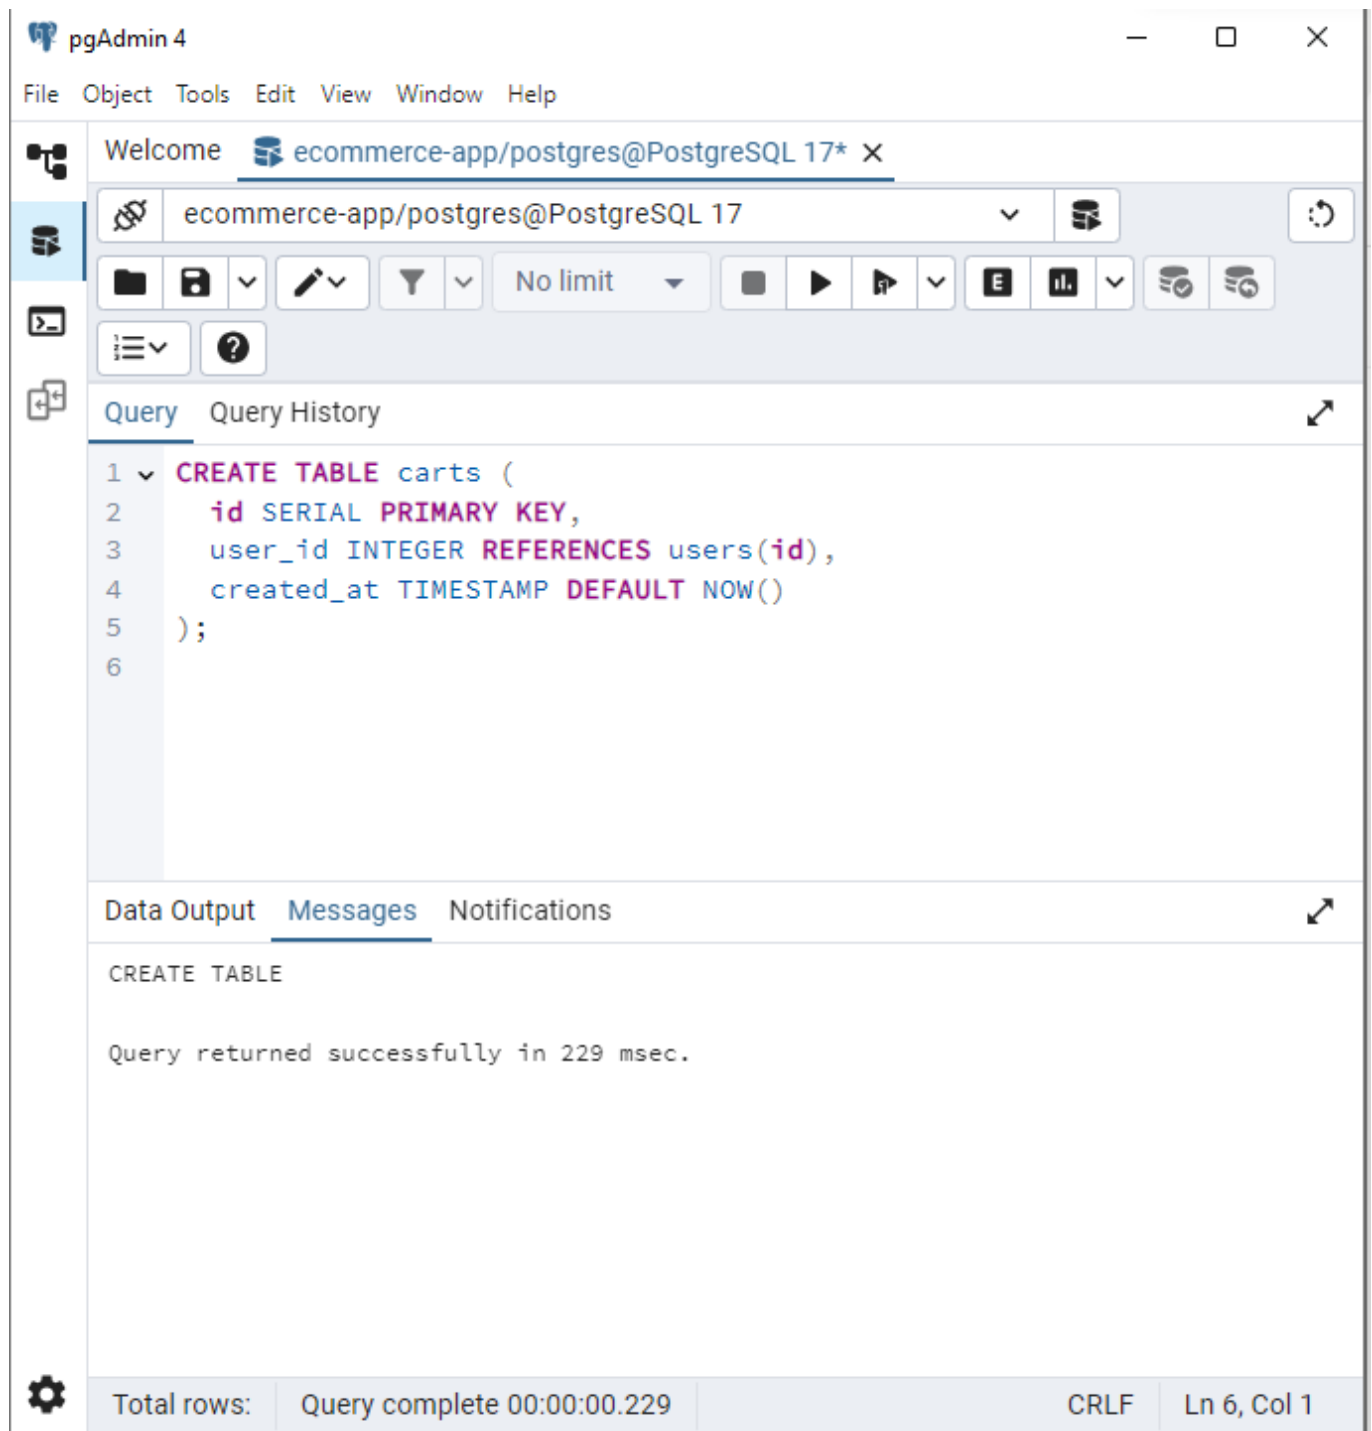 pgAdmin 4
File Object Tools Edit View Window Help
Welcome ecommerce-app/postgres@PostgreSQL 17*
ecommerce-app/postgres@PostgreSQL 17
No limit E
Query Query History
1 CREATE TABLE carts (
2 id SERIAL PRIMARY KEY,
3 user_id INTEGER REFERENCES users(id),
4 created_at TIMESTAMP DEFAULT NOW()
5 );
6
Data Output Messages Notifications
CREATE TABLE
Query returned successfully in 229 msec.
Total rows: Query complete 00:00:00.229 CRLF Ln 6, Col 1